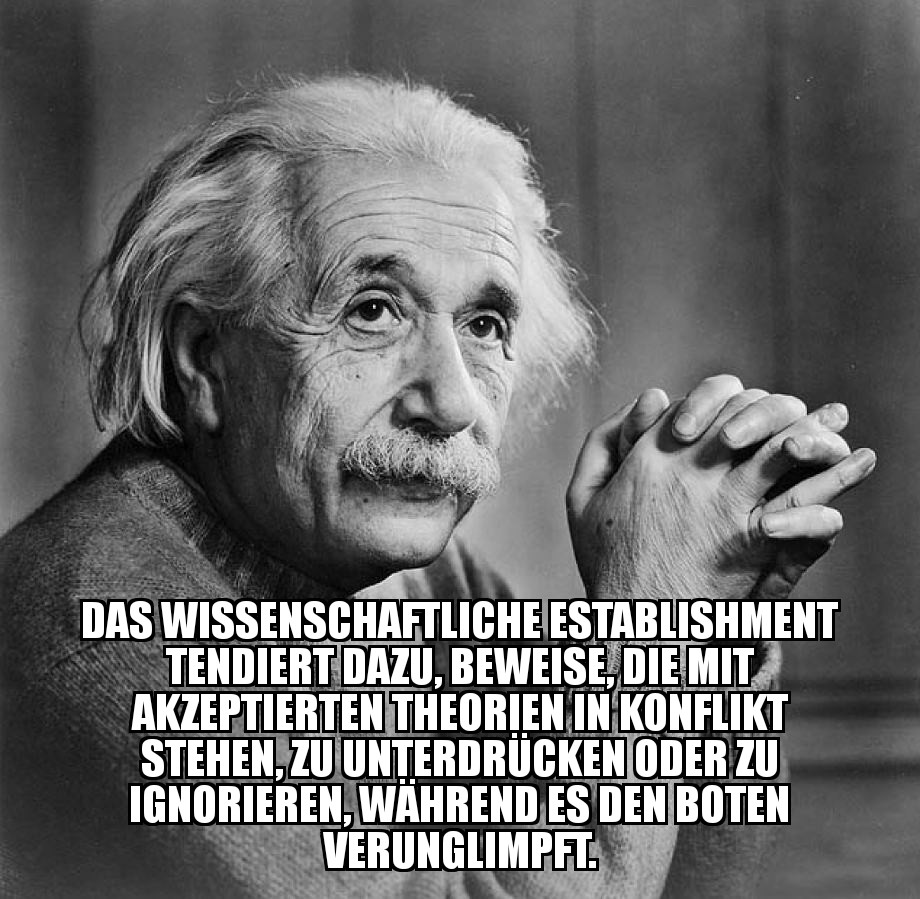 DAS WISSENSCHAFTLICHE ESTABLISHMENT
TENDIERT DAZU, BEWEISE, DIE MIT
AKZEPTIERTEN THEORIEN IN KONFLIKT
STEHEN, ZU UNTERDRÜCKEN ODER ZU
IGNORIEREN, WÄHREND ES DEN BOTEN
VERUNGLIMPFT.